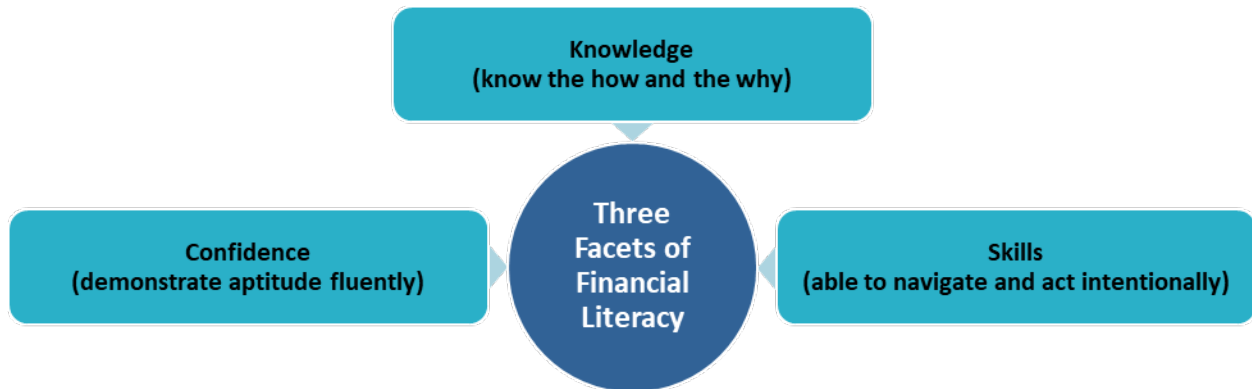 Knowledge
(know the how and the why)
Three
Facets of
Financial
Literacy
Confidence
(demonstrate aptitude fluently)
Skills
(able to navigate and act intentionally)